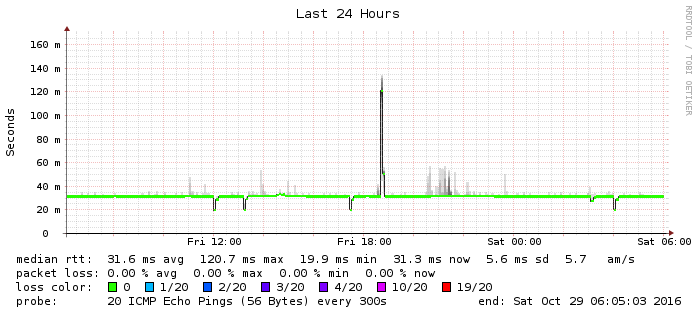 Last 24 Hours
RRDTOOL / TOBI OETIKER
Seconds
160 m
140 m
120 m
100 m
80 m
60 m
40 m
20 m
0
Fri 12:00 Fri 18:00 Sat 00:00 Sat 06:00
median rtt: 31.6 ms avg 120.7 ms max 19.9 ms min 31.3 ms now 5.6 ms sd 5.7 am/s
packet loss: 0.00 % avg 0.00 % max 0.00 % min 0.00 % now
loss color: 0 1/20 2/20 3/20 4/20 10/20 19/20
probe: 20 ICMP Echo Pings (56 Bytes) every 300s end: Sat Oct 29 06:05:03 2016